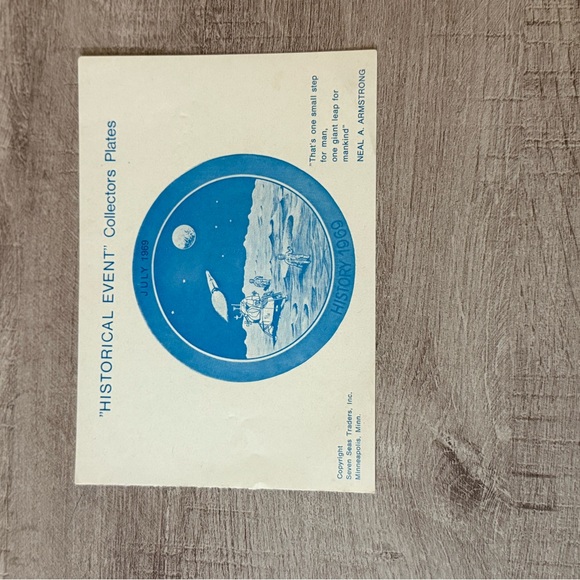 "HISTORICAL EVENT" Collectors Plates
JULY 1969
HISTORY 1969
"That's one small step
for man,
one giant leap for
mankind"
NEAL A. ARMSTRONG
Copyright
Seven Seas Traders, Inc.
Minneapolis, Minn